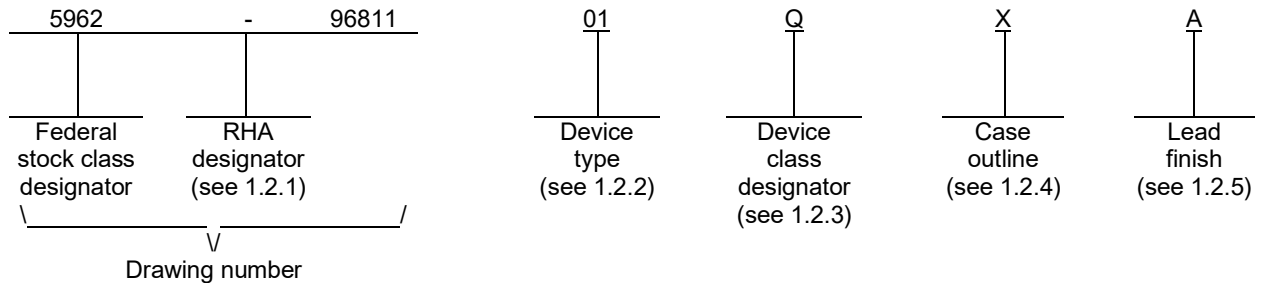 5962 - 96811 01 Q X A
Federal stock class designator
RHA designator (see 1.2.1)
Device type (see 1.2.2)
Device class designator (see 1.2.3)
Case outline (see 1.2.4)
Lead finish (see 1.2.5)
\ /
\/
Drawing number